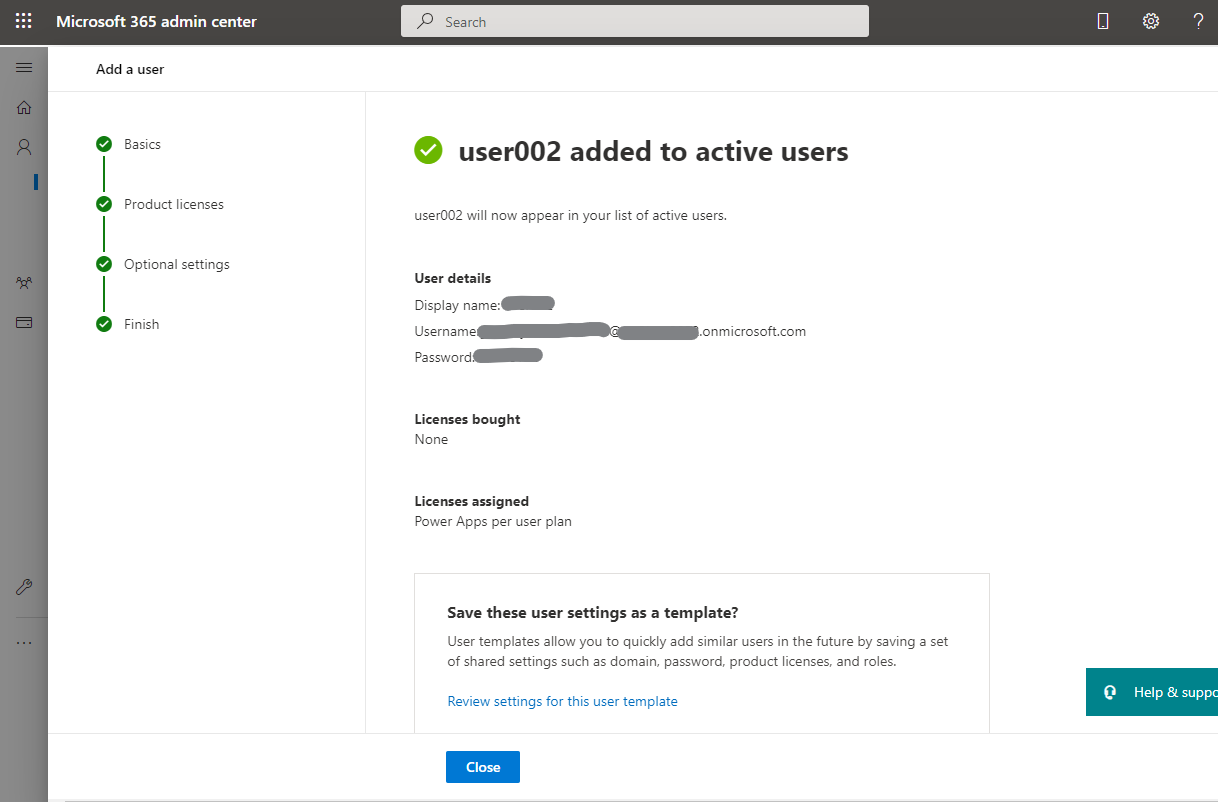 Microsoft 365 admin center
Search
?
Add a user
Basics
Product licenses
Optional settings
Finish
user002 added to active users
user002 will now appear in your list of active users.
User details
Display name:
Username @ .onmicrosoft.com
Password:
Licenses bought
None
Licenses assigned
Power Apps per user plan
Save these user settings as a template?
User templates allow you to quickly add similar users in the future by saving a set
of shared settings such as domain, password, product licenses, and roles.
Review settings for this user template
Help & suppo
Close